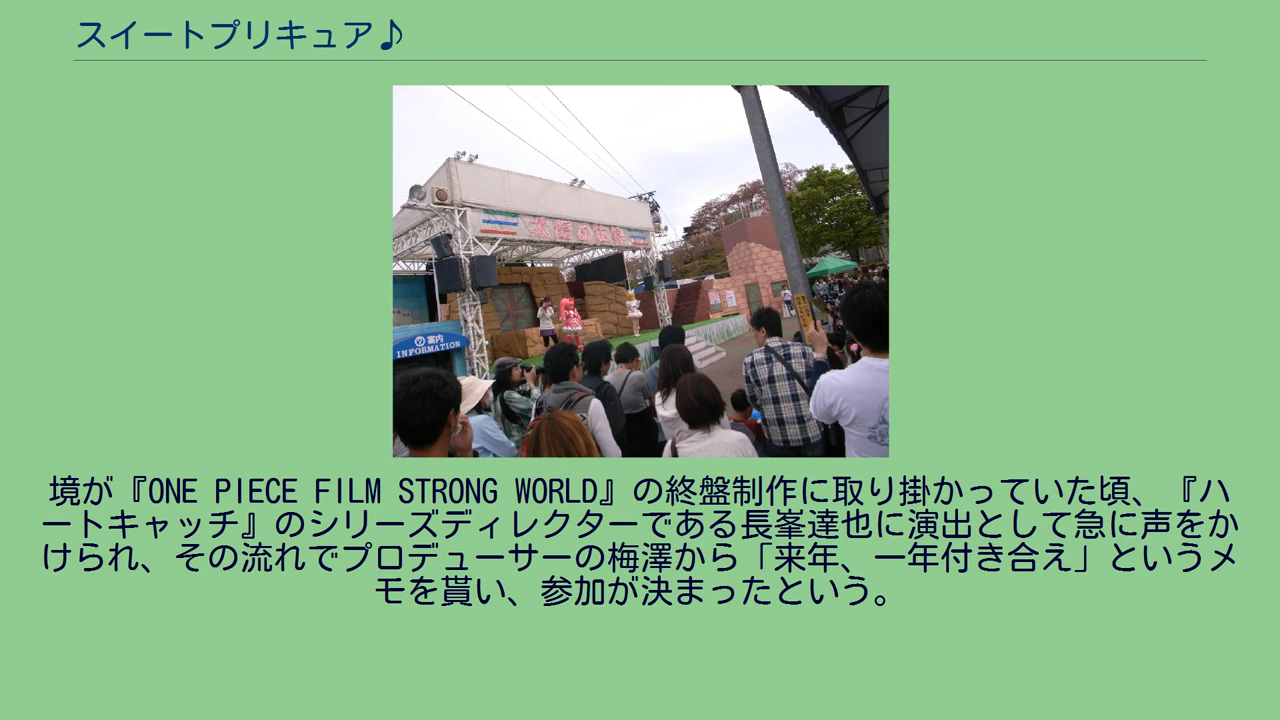 スイートプリキュア♪
案内
INFORMATION
境が『ONE PIECE FILM STRONG WORLD』の終盤制作に取り掛かっていた頃、『ハ
ートキャッチ』のシリーズディレクターである長峯達也に演出として急に声をか
けられ、その流れでプロデューサーの梅澤から「来年、一年付き合え」というメ
モを貰い、参加が決まったという。